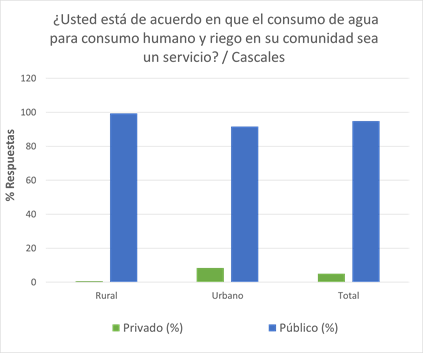 ¿Usted está de acuerdo en que el consumo de agua
para consumo humano y riego en su comunidad sea
un servicio? / Cascales
% Respuestas
120
100
80
60
40
20
0
Rural
Urbano
Total
Privado (%)
Público (%)